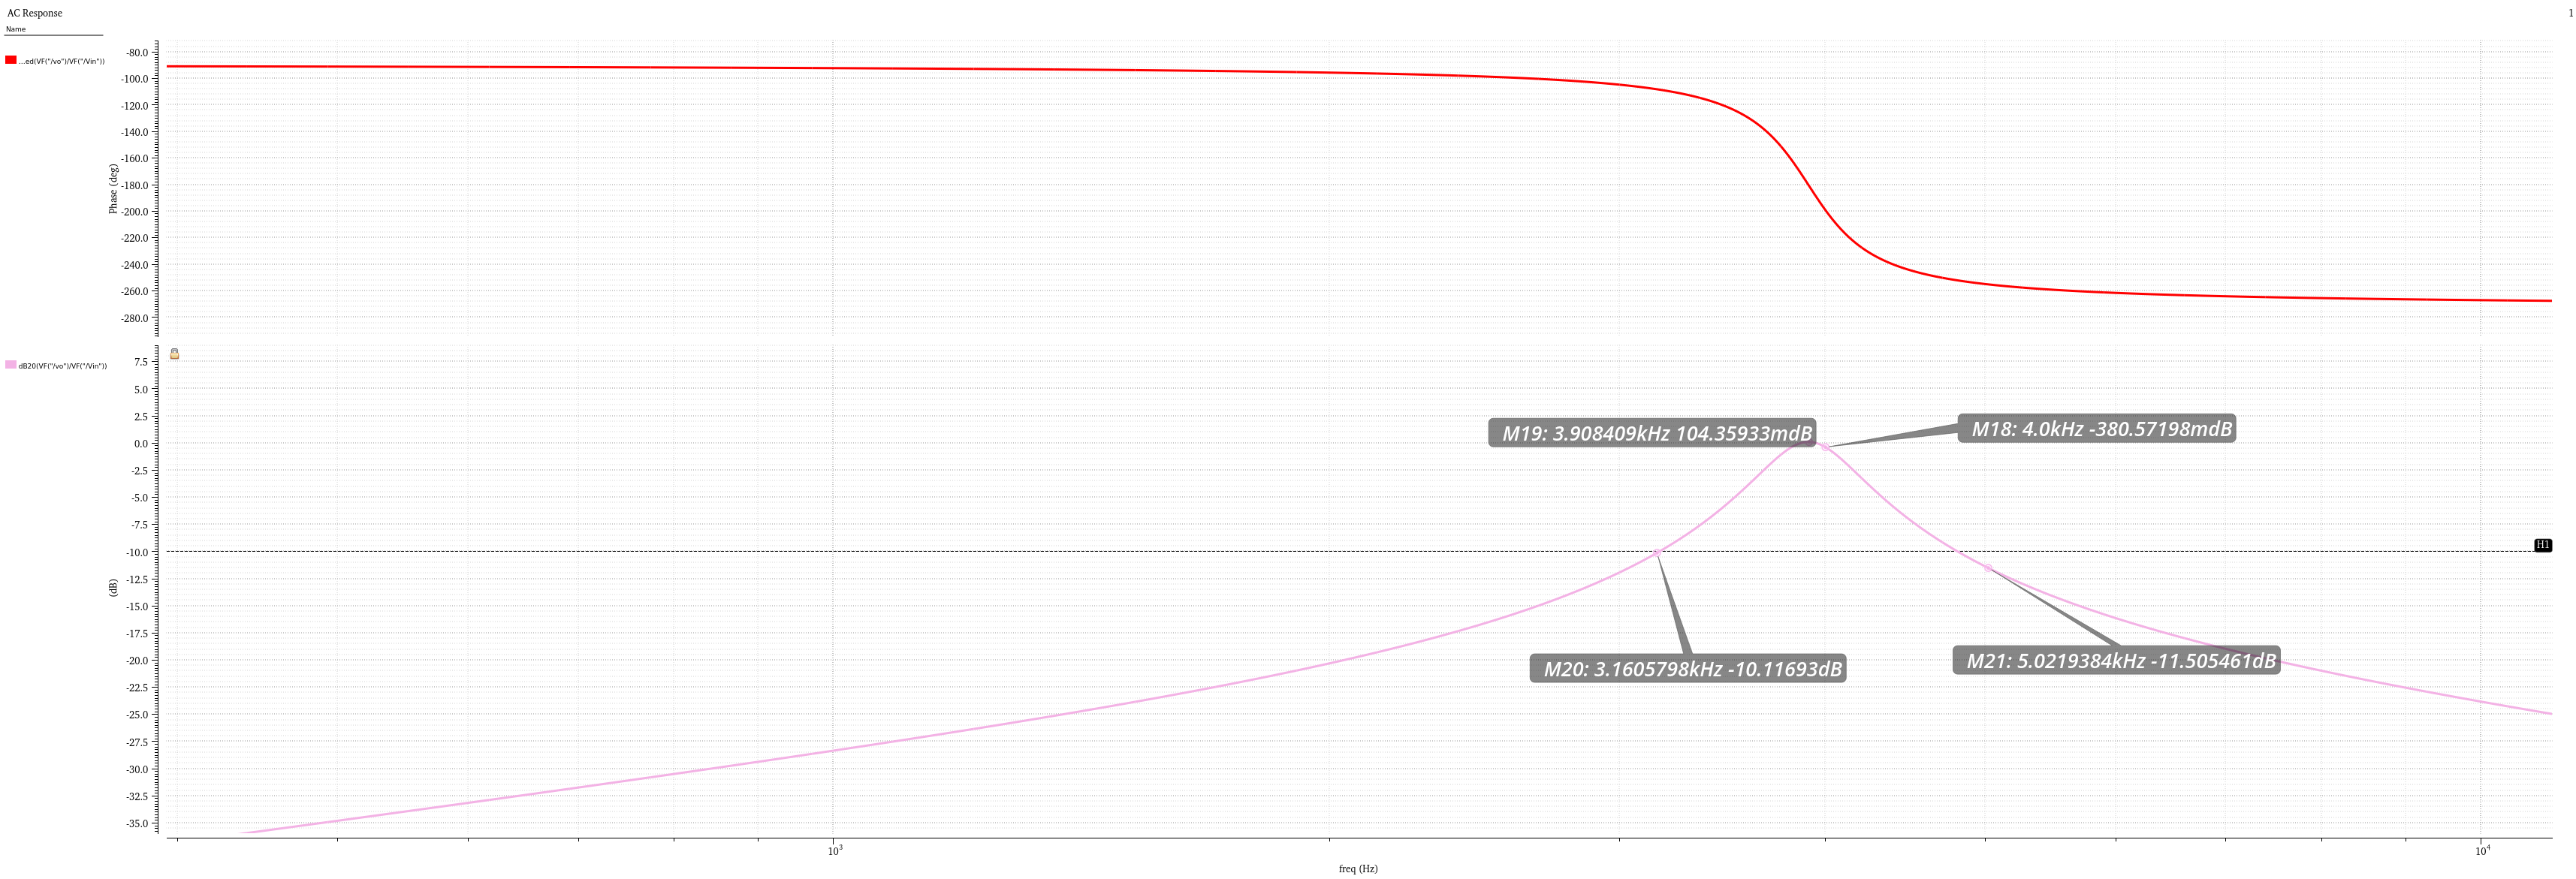 AC Response
1
Name
...ed(VF("/vo")/VF("/Vin"))
-80.0
-100.0
-120.0
-140.0
-160.0
-180.0
-200.0
-220.0
-240.0
-260.0
-280.0
Phase (deg)
dB20(VF("/vo")/VF("/Vin"))
7.5
5.0
2.5
0.0
-2.5
-5.0
-7.5
-10.0
-12.5
-15.0
-17.5
-20.0
-22.5
-25.0
-27.5
-30.0
-32.5
-35.0
(dB)
M19: 3.908409kHz 104.35933mdB
M18: 4.0kHz -380.57198mdB
H1
M20: 3.1605798kHz -10.11693dB
M21: 5.0219384kHz -11.505461dB
10³
10⁴
freq (Hz)